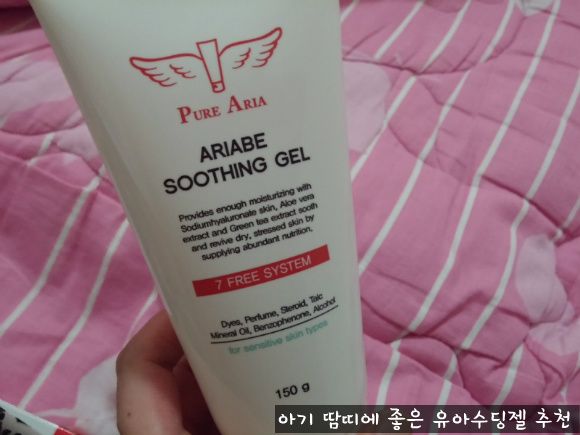 PURE ARIA
ARIABE
SOOTHING GEL
Provides enough moisturizing with
Sodiumhyaluronate skin, Aloe vera
extract and Green tea extract sooth
and revive dry, stressed skin by
supplying abundant nutrition.
7 FREE SYSTEM
Dyes, Perfume, Steroid, Talc
Mineral Oil, Benzophenone, Alcohol
for sensitive skin types
150 g
아기 땀띠에 좋은 유아수딩젤 추천